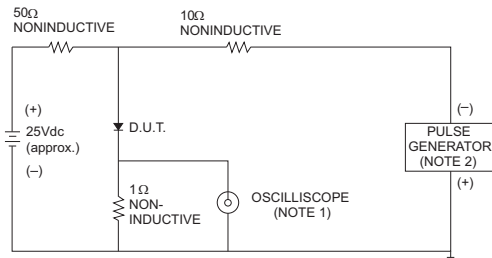 50Ω
NONINDUCTIVE
10Ω
NONINDUCTIVE
(+)
25Vdc
(approx.)
(–)
D.U.T.
1Ω
NON-
INDUCTIVE
OSCILLISCOPE
(NOTE 1)
(–)
PULSE
GENERATOR
(NOTE 2)
(+)